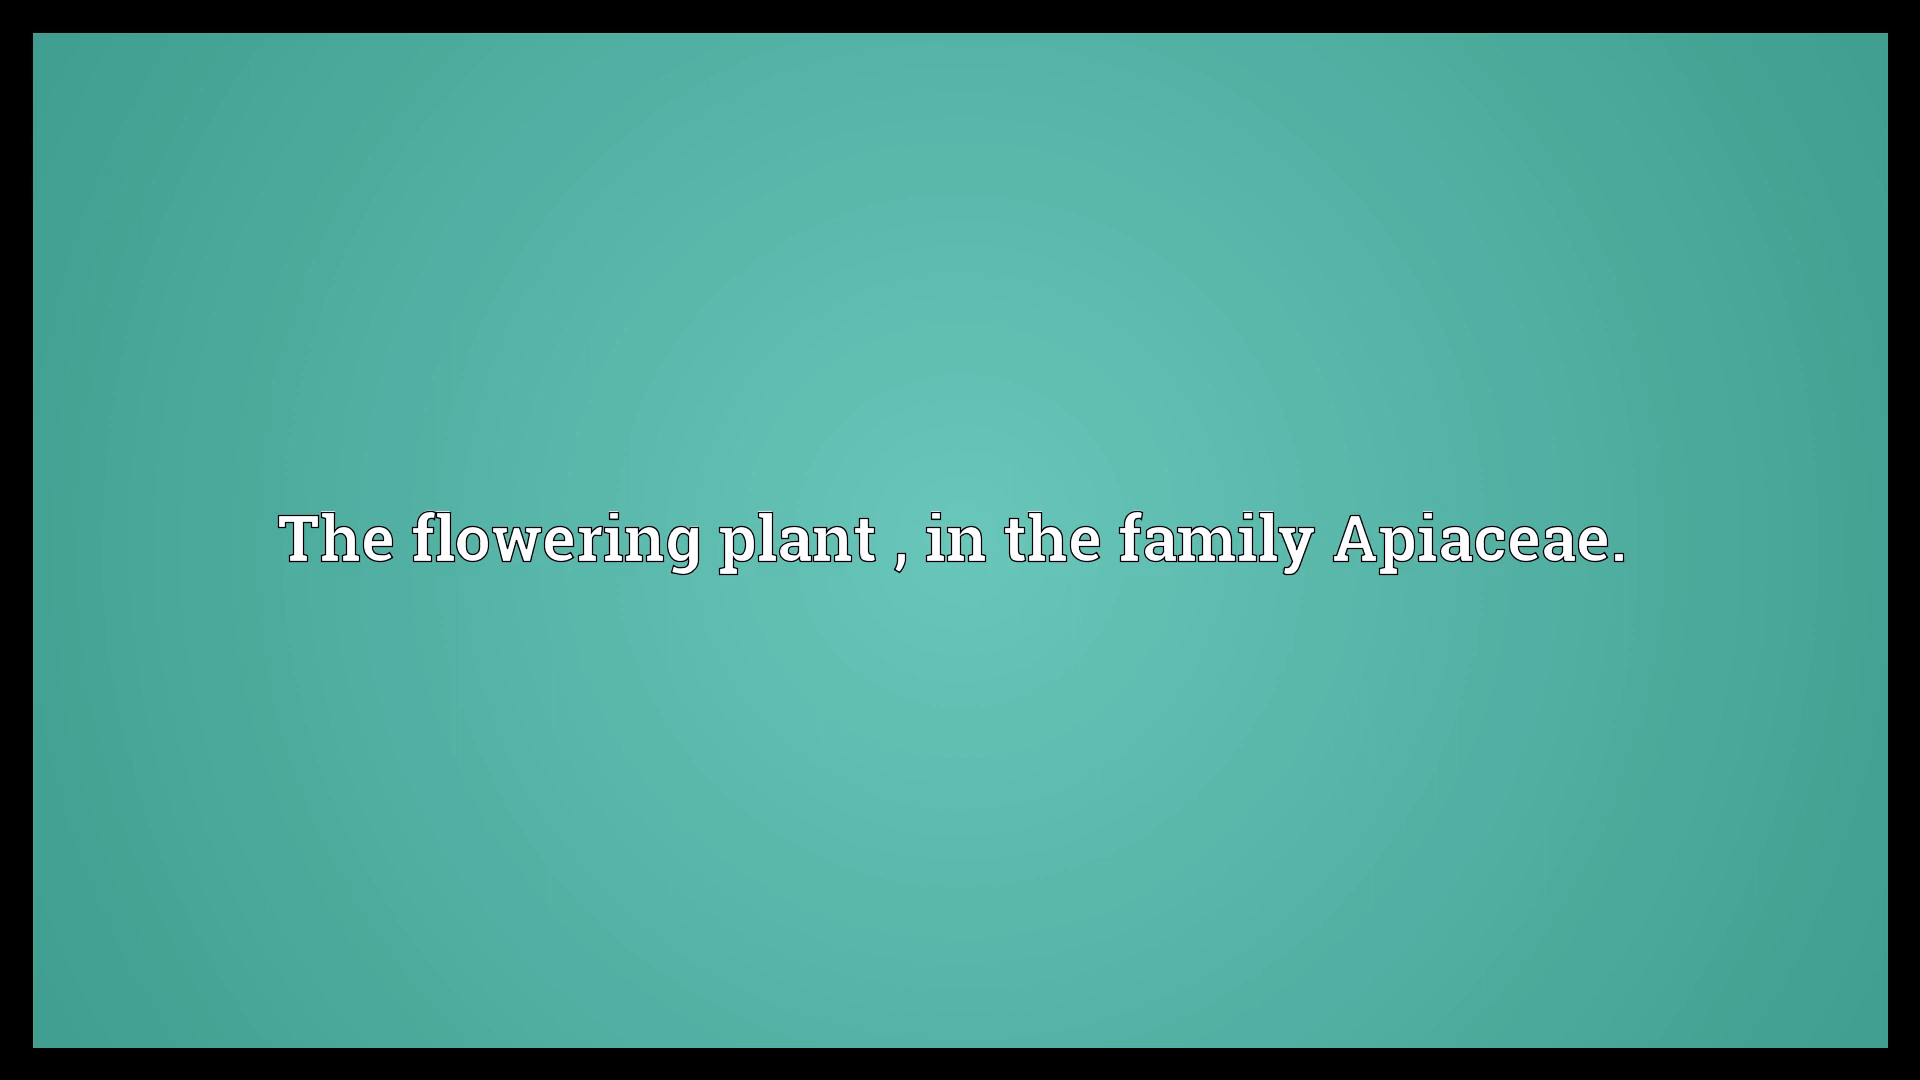 The flowering plant , in the family Apiaceae.